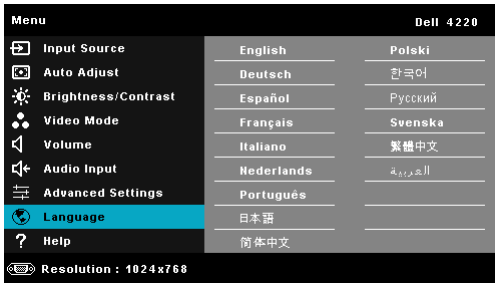 Menu
Dell 4220
Input Source
Auto Adjust
Brightness/Contrast
Video Mode
Volume
Audio Input
Advanced Settings
Language
Help
English
Deutsch
Español
Français
Italiano
Nederlands
Português
日本語
简体中文
Polski
한국어
Русский
Svenska
繁體中文
العربية
Resolution : 1024x768